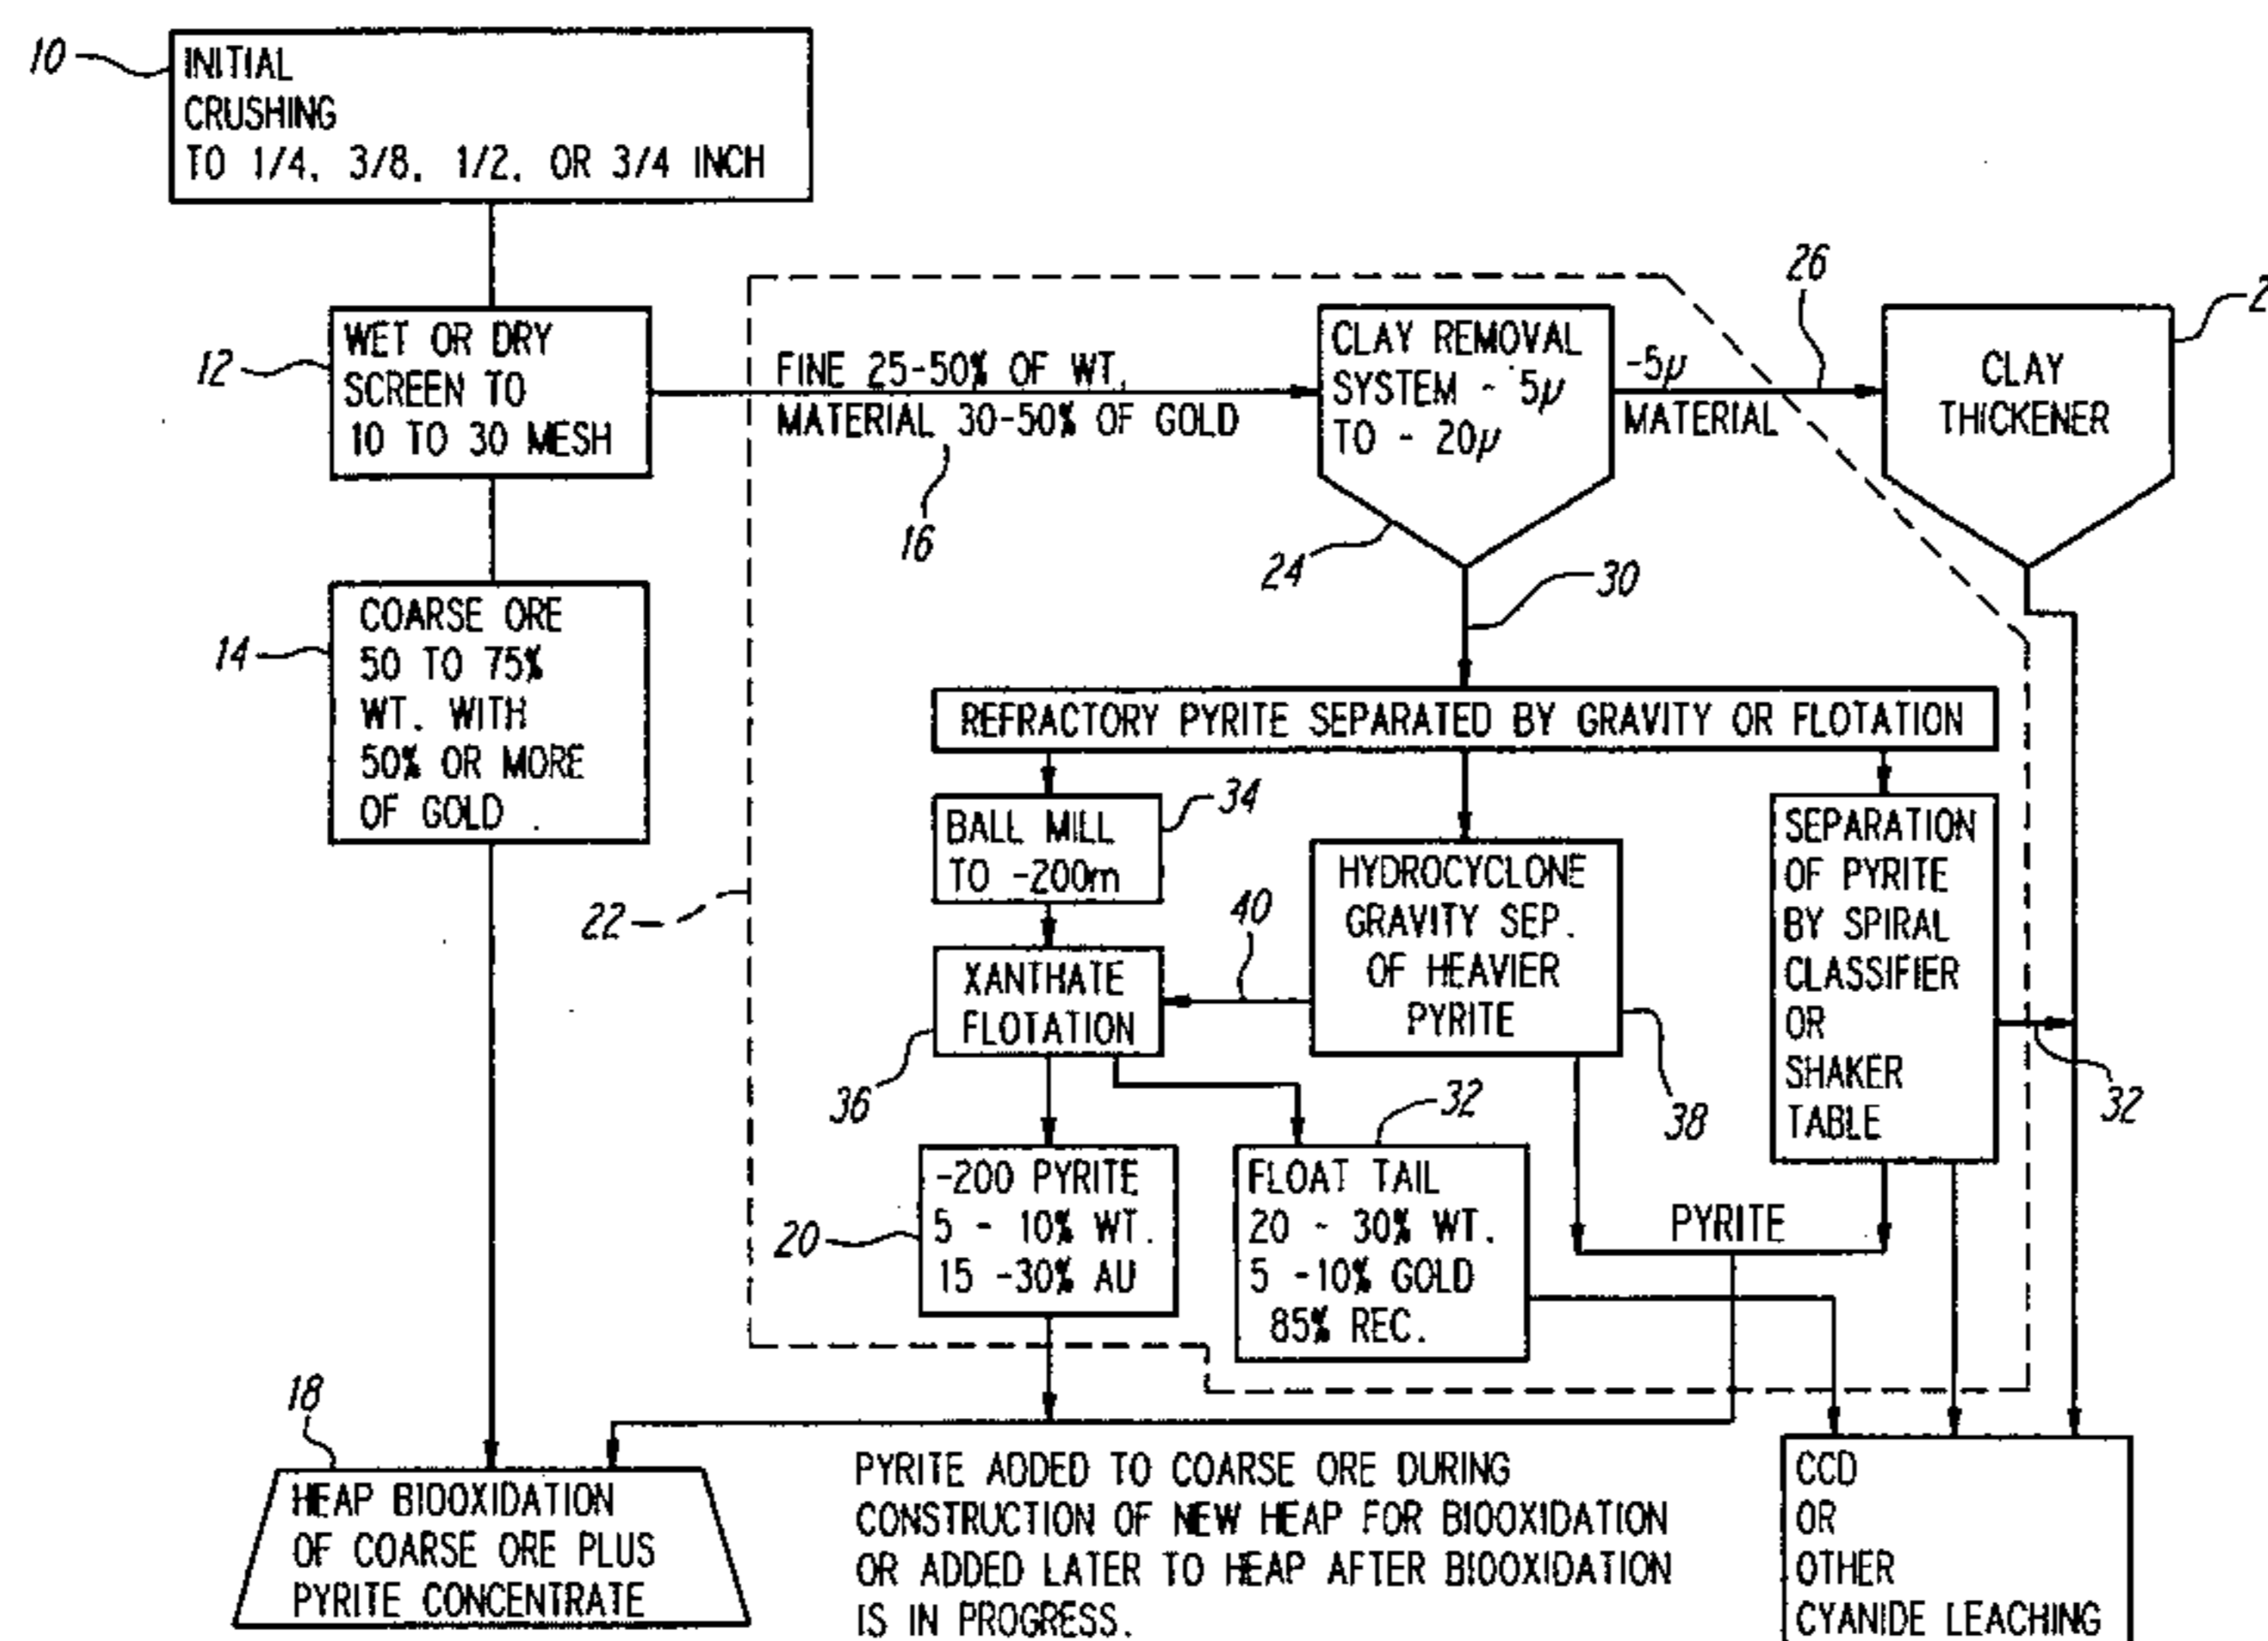 10
INITIAL
CRUSHING
TO 1/4, 3/8, 1/2, OR 3/4 INCH
12
WET OR DRY
SCREEN TO
10 TO 30 MESH
FINE 25-50% OF WT.
MATERIAL 30-50% OF GOLD
16
CLAY REMOVAL
SYSTEM - 5µ
TO - 20µ
24
-5µ
MATERIAL
26
CLAY
THICKENER
2
14
COARSE ORE
50 TO 75%
WT. WITH
50% OR MORE
OF GOLD
22
30
REFRACTORY PYRITE SEPARATED BY GRAVITY OR FLOTATION
BALL MILL
TO -200m
34
XANTHATE
FLOTATION
36
40
HYDROCYCLONE
GRAVITY SEP.
OF HEAVIER
PYRITE
38
SEPARATION
OF PYRITE
BY SPIRAL
CLASSIFIER
OR
SHAKER
TABLE
32
20
-200 PYRITE
5 - 10% WT.
15 -30% AU
32
FLOAT TAIL
20 - 30% WT.
5 -10% GOLD
85% REC.
PYRITE
18
HEAP BIOOXIDATION
OF COARSE ORE PLUS
PYRITE CONCENTRATE
PYRITE ADDED TO COARSE ORE DURING
CONSTRUCTION OF NEW HEAP FOR BIOOXIDATION
OR ADDED LATER TO HEAP AFTER BIOOXIDATION
IS IN PROGRESS.
CCD
OR
OTHER
CYANIDE LEACHING